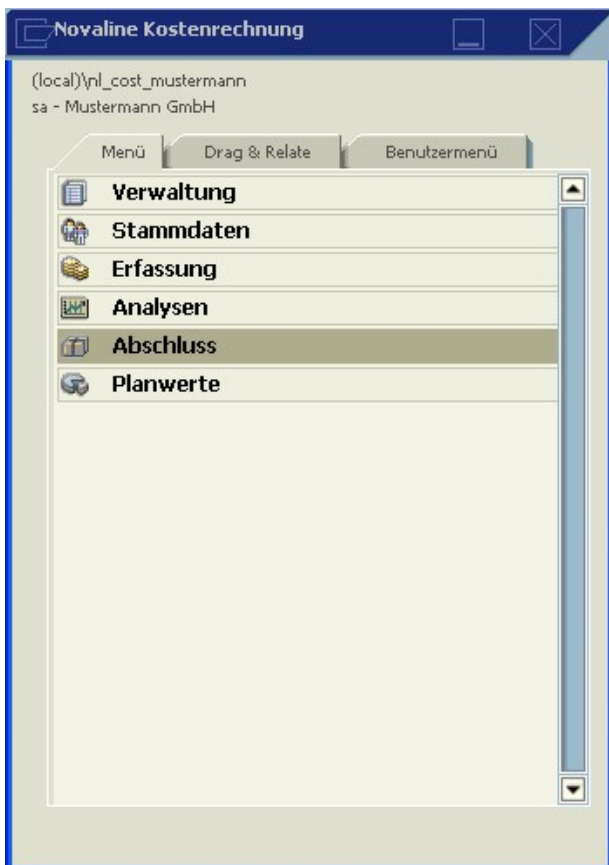 Novaline Kostenrechnung
(local)\nl_cost_mustermann
sa - Mustermann GmbH
Menü Drag & Relate Benutzermenü
Verwaltung
Stammdaten
Erfassung
Analysen
Abschluss
Planwerte